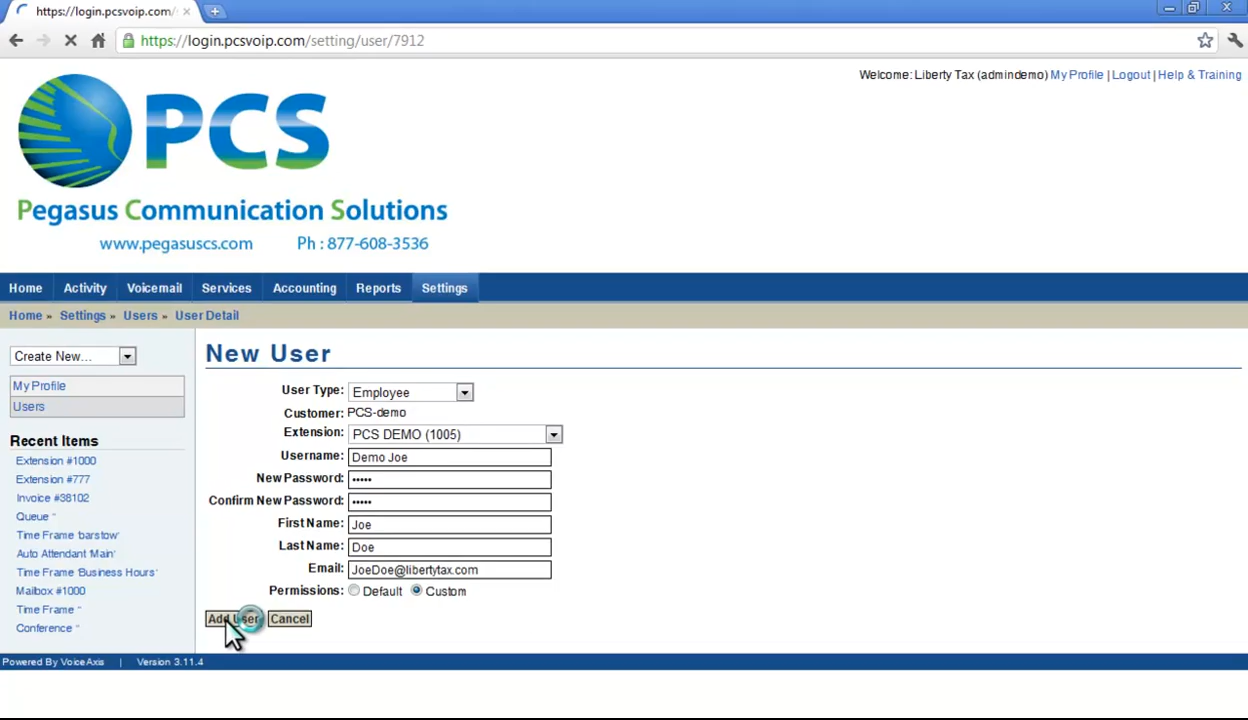 https://login.pcsvoip.com/
https://login.pcsvoip.com/setting/user/7912
Welcome: Liberty Tax (admindemo) My Profile | Logout | Help & Training
PCS
Pegasus Communication Solutions
www.pegasuscs.com Ph : 877-608-3536
Home Activity Voicemail Services Accounting Reports Settings
Home » Settings » Users » User Detail
Create New...
My Profile
Users
Recent Items
Extension #1000
Extension #777
Invoice #38102
Queue ''
Time Frame 'barstow'
Auto Attendant 'Main'
Time Frame 'Business Hours'
Mailbox #1000
Time Frame ''
Conference ''
New User
User Type: Employee
Customer: PCS-demo
Extension: PCS DEMO (1005)
Username: Demo Joe
New Password: •••••
Confirm New Password: •••••
First Name: Joe
Last Name: Doe
Email: JoeDoe@libertytax.com
Permissions: Default Custom
Add User Cancel
Powered By VoiceAxis | Version 3.11.4